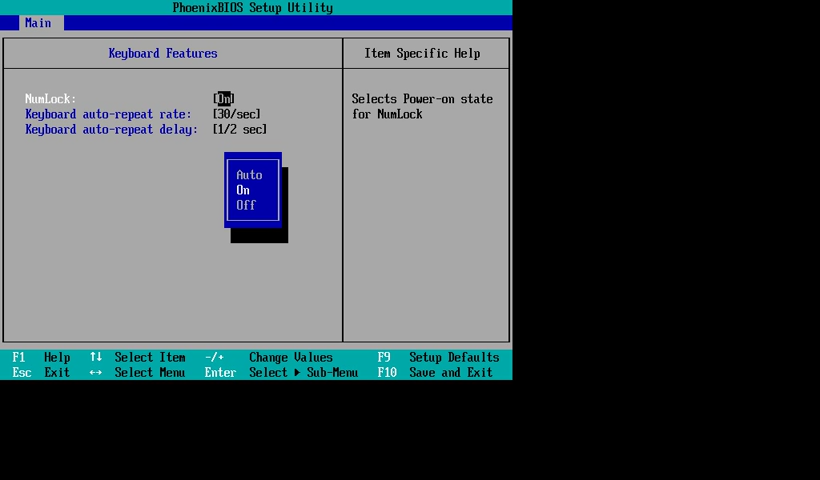 PhoenixBIOS Setup Utility
Main
Keyboard Features
Item Specific Help
NumLock: [On]
Keyboard auto-repeat rate: [30/sec]
Keyboard auto-repeat delay: [1/2 sec]
Selects Power-on state
for NumLock
Auto
On
Off
F1 Help ↑↓ Select Item -/+ Change Values F9 Setup Defaults
Esc Exit ↔ Select Menu Enter Select ▶ Sub-Menu F10 Save and Exit